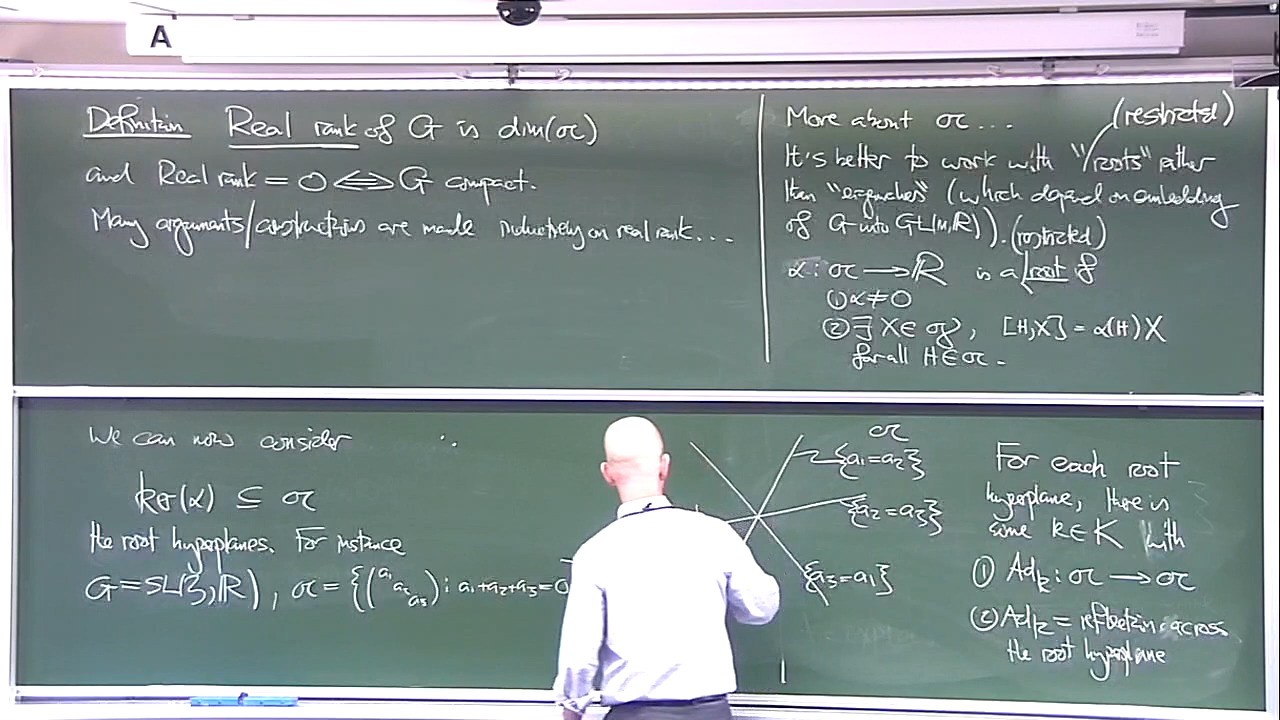 A
Definition Real rank of G is dim(𝔞)
and Real rank = 0 ⟺ G compact.
Many arguments/constructions are made inductively on real rank...
More about 𝔞 ... (restricted)
It's better to work with "roots" rather
than "eigenvalues" (which depend on embedding
of G into GL(m,ℝ)). (restricted)
α : 𝔞 → ℝ is a root if
① α ≠ 0
② ∃ X ∈ 𝔤, [H,X] = α(H)X
for all H ∈ 𝔞.
We can now consider
ker(α) ⊆ 𝔞
the root hyperplanes. For instance
G = SL(3,ℝ), 𝔞 = {(a₁ a₂ a₃) : a₁+a₂+a₃=0
𝔞
{a₁=a₂}
{a₂=a₃}
{a₃=a₁}
For each root
hyperplane, there is
some k ∈ K with
① Adₖ : 𝔞 → 𝔞
② Adₖ = reflection across
the root hyperplane